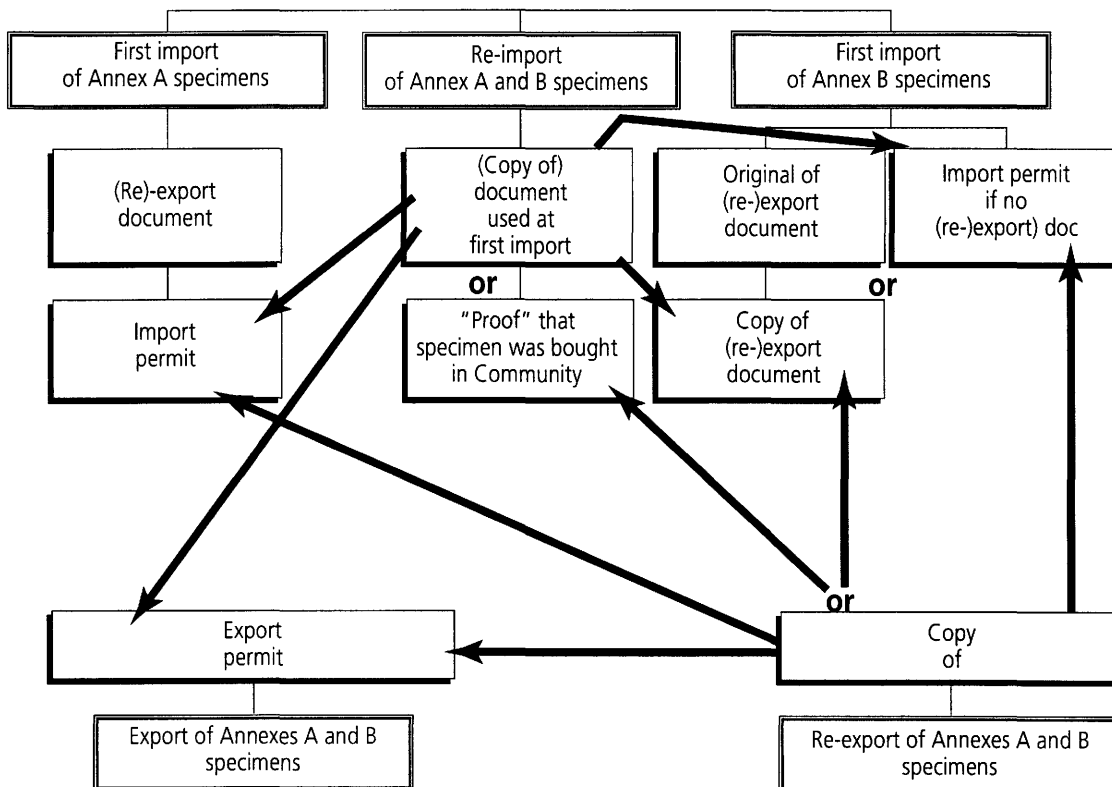 First import
of Annex A specimens
Re-import
of Annex A and B specimens
First import
of Annex B specimens
(Re)-export
document
(Copy of)
document
used at
first import
Original of
(re-)export
document
Import permit
if no
(re-)export) doc
or
or
Import
permit
"Proof" that
specimen was bought
in Community
Copy of
(re-)export
document
or
Export
permit
Copy
of
Export of Annexes A and B
specimens
Re-export of Annexes A and B
specimens